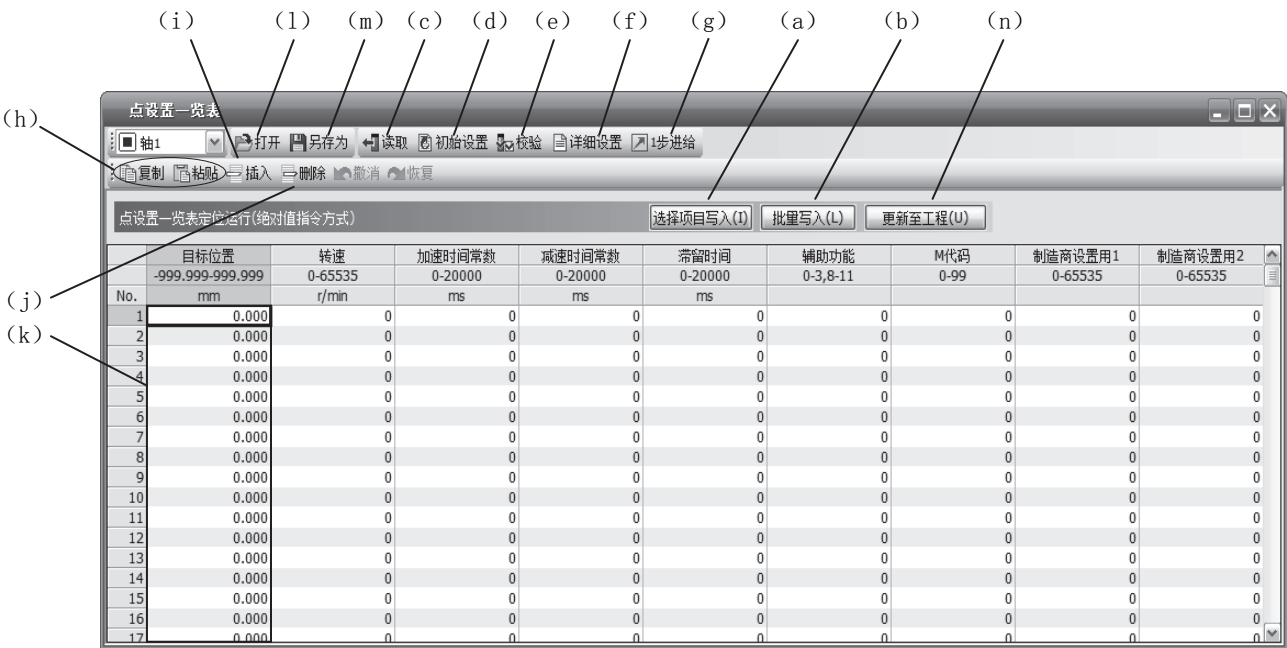 (i) (l) (m) (c) (d) (e) (f) (g) (a) (b) (n)
(h)
点设置一览表
轴1 打开 另存为 读取 初始设置 校验 详细设置 1步进给
复制 粘贴 插入 删除 撤消 恢复
点设置一览表定位运行(绝对值指令方式) 选择项目写入(I) 批量写入(L) 更新至工程(U)
目标位置 转速 加速时间常数 减速时间常数 滞留时间 辅助功能 M代码 制造商设置用1 制造商设置用2
-999.999-999.999 0-65535 0-20000 0-20000 0-20000 0-3,8-11 0-99 0-65535 0-65535
(j) No. mm r/min ms ms ms
1 0.000 0 0 0 0 0 0 0 0
(k) 2 0.000 0 0 0 0 0 0 0 0
3 0.000 0 0 0 0 0 0 0 0
4 0.000 0 0 0 0 0 0 0 0
5 0.000 0 0 0 0 0 0 0 0
6 0.000 0 0 0 0 0 0 0 0
7 0.000 0 0 0 0 0 0 0 0
8 0.000 0 0 0 0 0 0 0 0
9 0.000 0 0 0 0 0 0 0 0
10 0.000 0 0 0 0 0 0 0 0
11 0.000 0 0 0 0 0 0 0 0
12 0.000 0 0 0 0 0 0 0 0
13 0.000 0 0 0 0 0 0 0 0
14 0.000 0 0 0 0 0 0 0 0
15 0.000 0 0 0 0 0 0 0 0
16 0.000 0 0 0 0 0 0 0 0
17 0.000 0 0 0 0 0 0 0 0